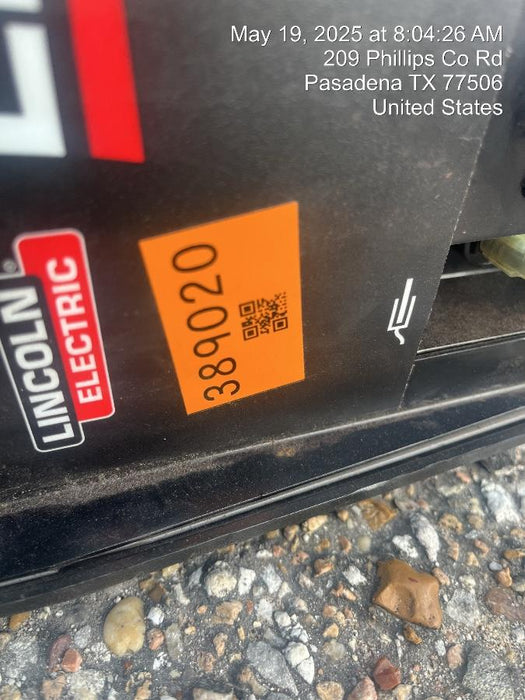 May 19, 2025 at 8:04:26 AM
209 Phillips Co Rd
Pasadena TX 77506
United States
LINCOLN ®
ELECTRIC
389020